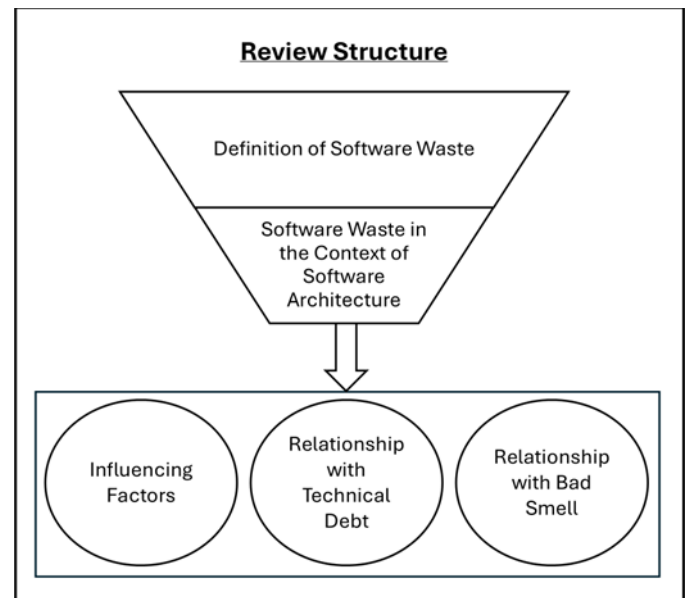 Review Structure
Definition of Software Waste
Software Waste in
the Context of
Software
Architecture
Influencing
Factors
Relationship
with
Technical
Debt
Relationship
with Bad
Smell